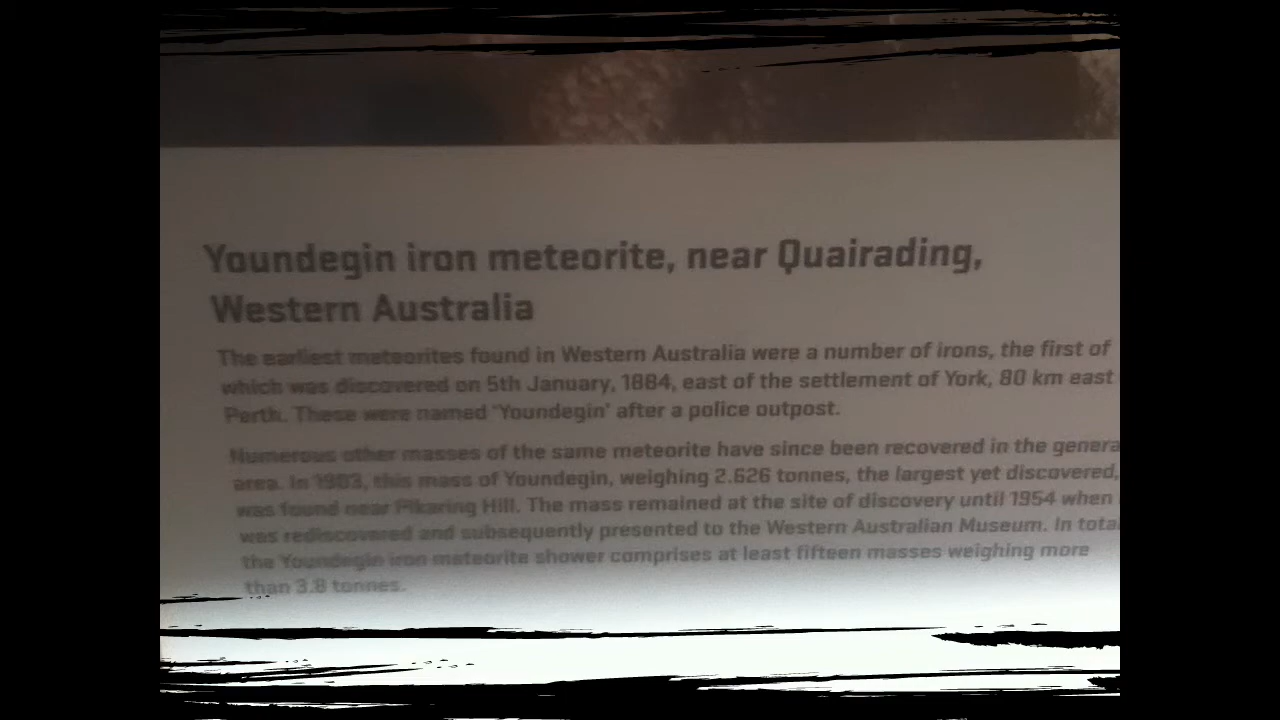 Youndegin iron meteorite, near Quairading,
Western Australia
The earliest meteorites found in Western Australia were a number of irons, the first of
which was discovered on 5th January, 1884, east of the settlement of York, 80 km east
Perth. These were named 'Youndegin' after a police outpost.
Numerous other masses of the same meteorite have since been recovered in the genera
area. In 1903, this mass of Youndegin, weighing 2.626 tonnes, the largest yet discovered,
was found near Pikaring Hill. The mass remained at the site of discovery until 1954 when
was rediscovered and subsequently presented to the Western Australian Museum. In total
the Youndegin iron meteorite shower comprises at least fifteen masses weighing more
than 3.8 tonnes.